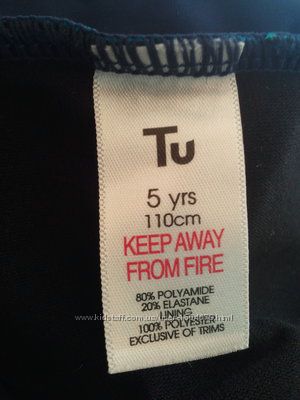 Tu
5 yrs
110cm
KEEP AWAY
FROM FIRE
80% POLYAMIDE
20% ELASTANE
LINING
100% POLYESTER
EXCLUSIVE OF TRIMS